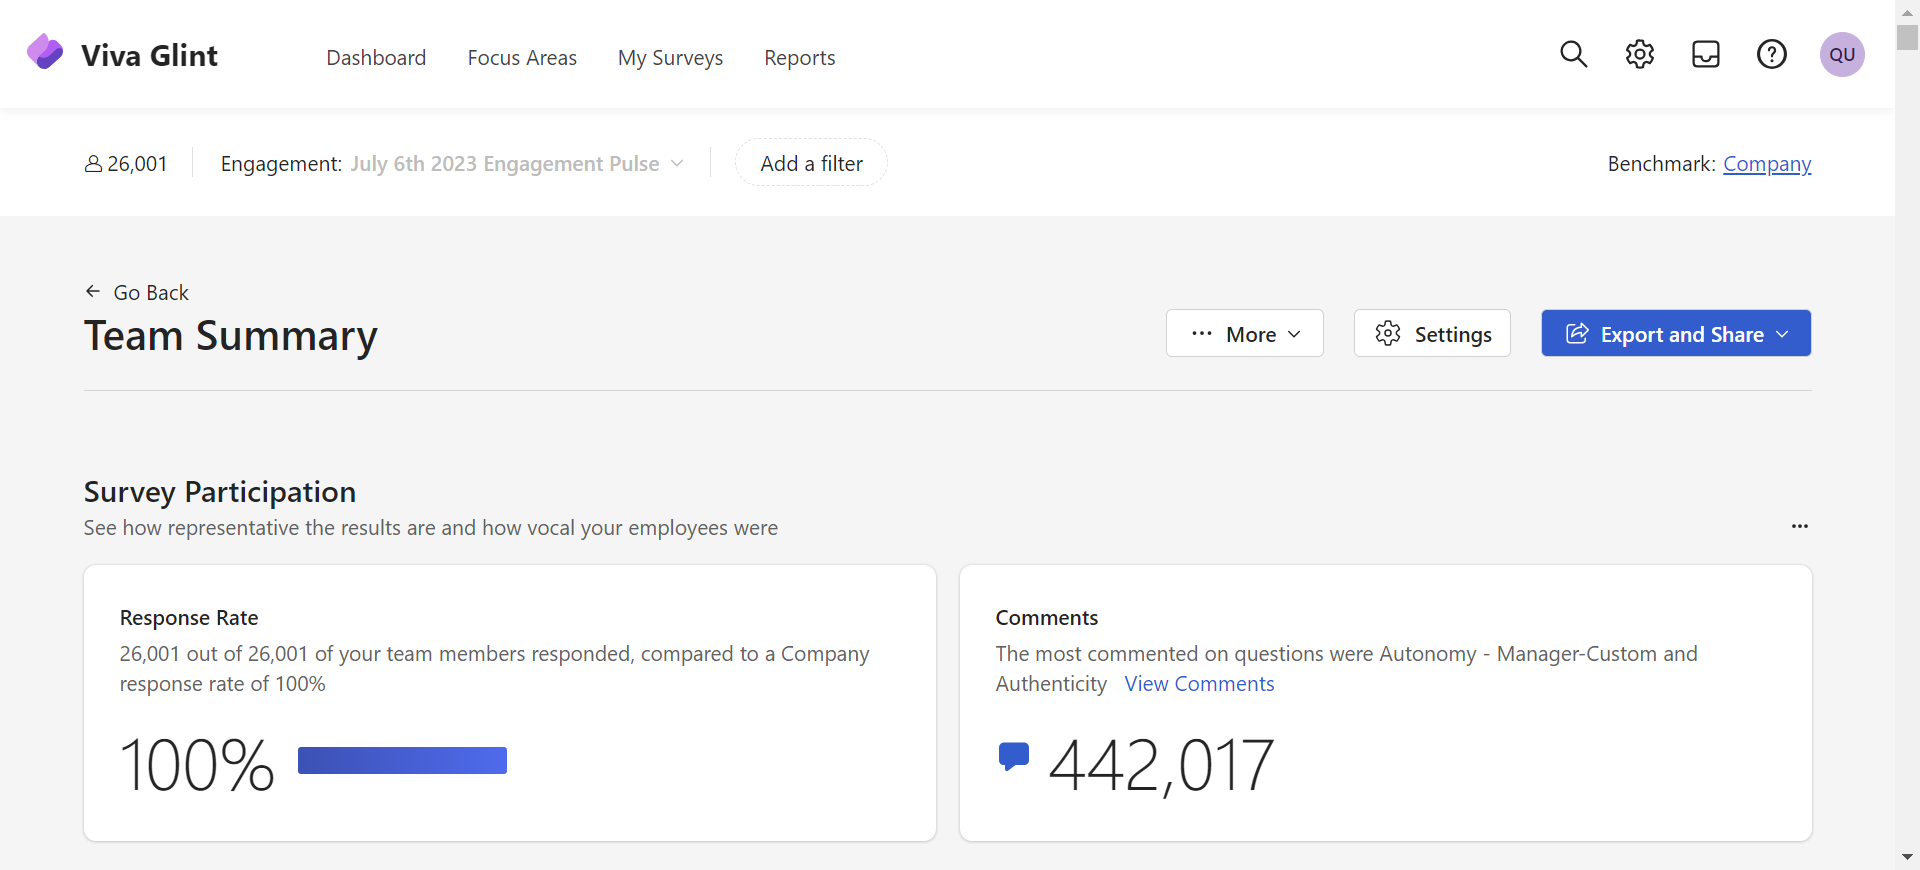 Viva Glint
Dashboard
Focus Areas
My Surveys
Reports
QU
26,001
Engagement: July 6th 2023 Engagement Pulse
Add a filter
Benchmark: Company
Go Back
Team Summary
More
Settings
Export and Share
Survey Participation
See how representative the results are and how vocal your employees were
Response Rate
26,001 out of 26,001 of your team members responded, compared to a Company
response rate of 100%
100%
Comments
The most commented on questions were Autonomy - Manager-Custom and
Authenticity View Comments
442,017